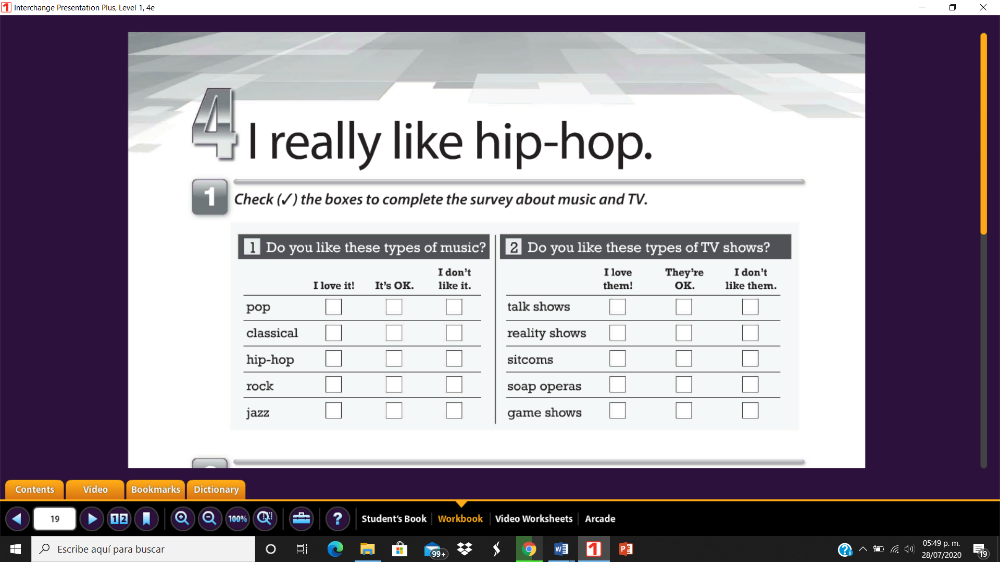 Interchange Presentation Plus, Level 1, 4e
4 I really like hip-hop.
1 Check (✓) the boxes to complete the survey about music and TV.
1 Do you like these types of music?
I love it! It's OK. I don't like it.
pop
classical
hip-hop
rock
jazz
2 Do you like these types of TV shows?
I love them! They're OK. I don't like them.
talk shows
reality shows
sitcoms
soap operas
game shows
Contents Video Bookmarks Dictionary
19 1 2 100% ? Student's Book Workbook Video Worksheets Arcade
Escribe aquí para buscar
99+
05:49 p. m.
28/07/2020
19